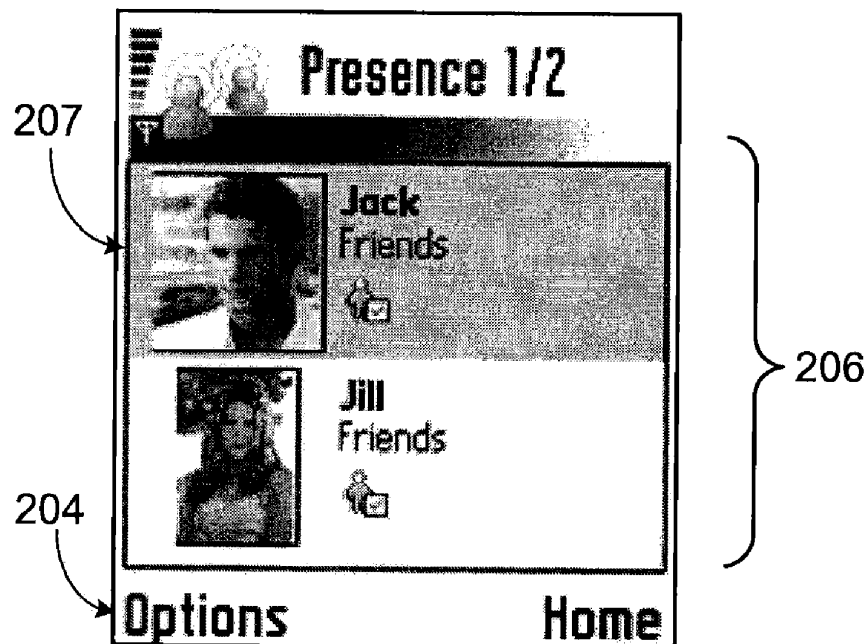 Presence 1/2
207
Jack
Friends
206
Jill
Friends
204
Options
Home